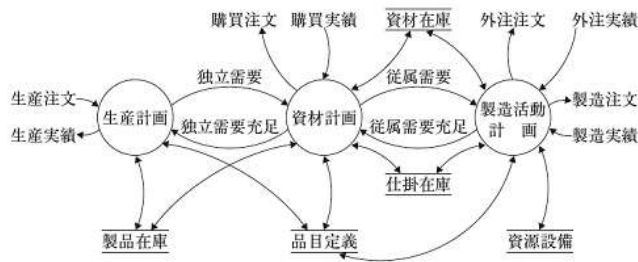 購買注文
購買実績
資材在庫
外注注文
外注実績
独立需要
従属需要
生産注文
生産計画
資材計画
製造活動
計　画
製造注文
生産実績
独立需要充足
従属需要充足
製造実績
仕掛在庫
製品在庫
品目定義
資源設備